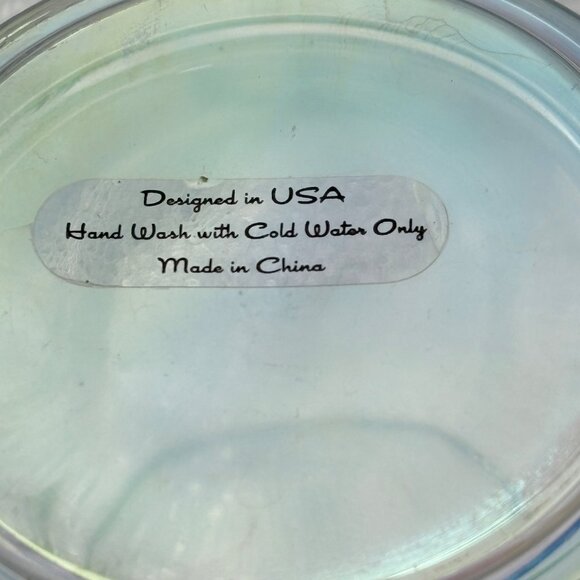 Designed in USA
Hand Wash with Cold Water Only
Made in China